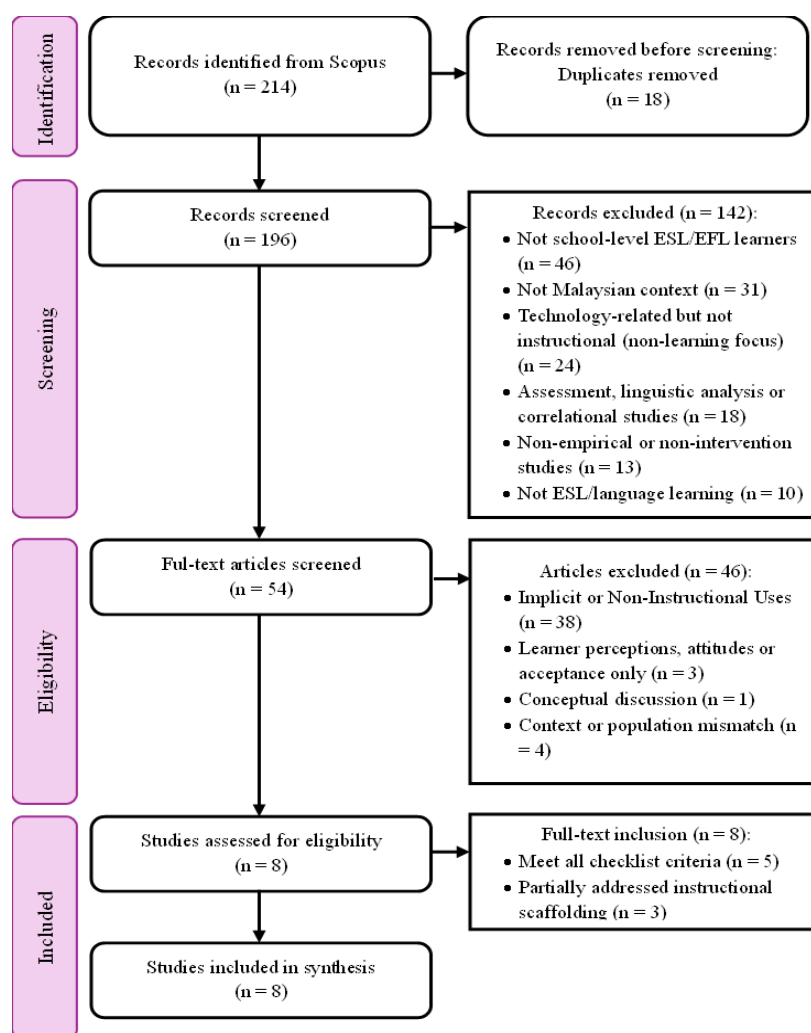 Identification
Records identified from Scopus
(n = 214)
Records removed before screening:
Duplicates removed
(n = 18)
Screening
Records screened
(n = 196)
Records excluded (n = 142):
• Not school-level ESL/EFL learners
(n = 46)
• Not Malaysian context (n = 31)
• Technology-related but not
instructional (non-learning focus)
(n = 24)
• Assessment, linguistic analysis or
correlational studies (n = 18)
• Non-empirical or non-intervention
studies (n = 13)
• Not ESL/language learning (n = 10)
Eligibility
Ful-text articles screened
(n = 54)
Articles excluded (n = 46):
• Implicit or Non-Instructional Uses
(n = 38)
• Learner perceptions, attitudes or
acceptance only (n = 3)
• Conceptual discussion (n = 1)
• Context or population mismatch (n
= 4)
Included
Studies assessed for eligibility
(n = 8)
Full-text inclusion (n = 8):
• Meet all checklist criteria (n = 5)
• Partially addressed instructional
scaffolding (n = 3)
Studies included in synthesis
(n = 8)